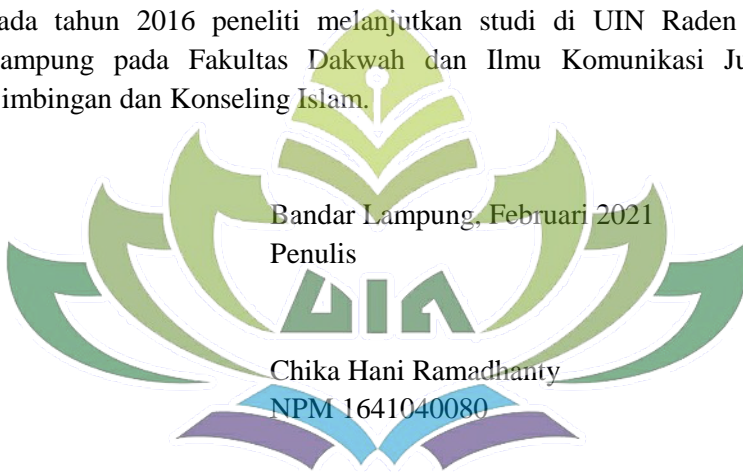 ada tahun 2016 peneliti melanjutkan studi di UIN Raden
ampung pada Fakultas Dakwah dan Ilmu Komunikasi Ju
imbingan dan Konseling Islam.
Bandar Lampung, Februari 2021
Penulis
UIN
Chika Hani Ramadhanty
NPM 1641040080